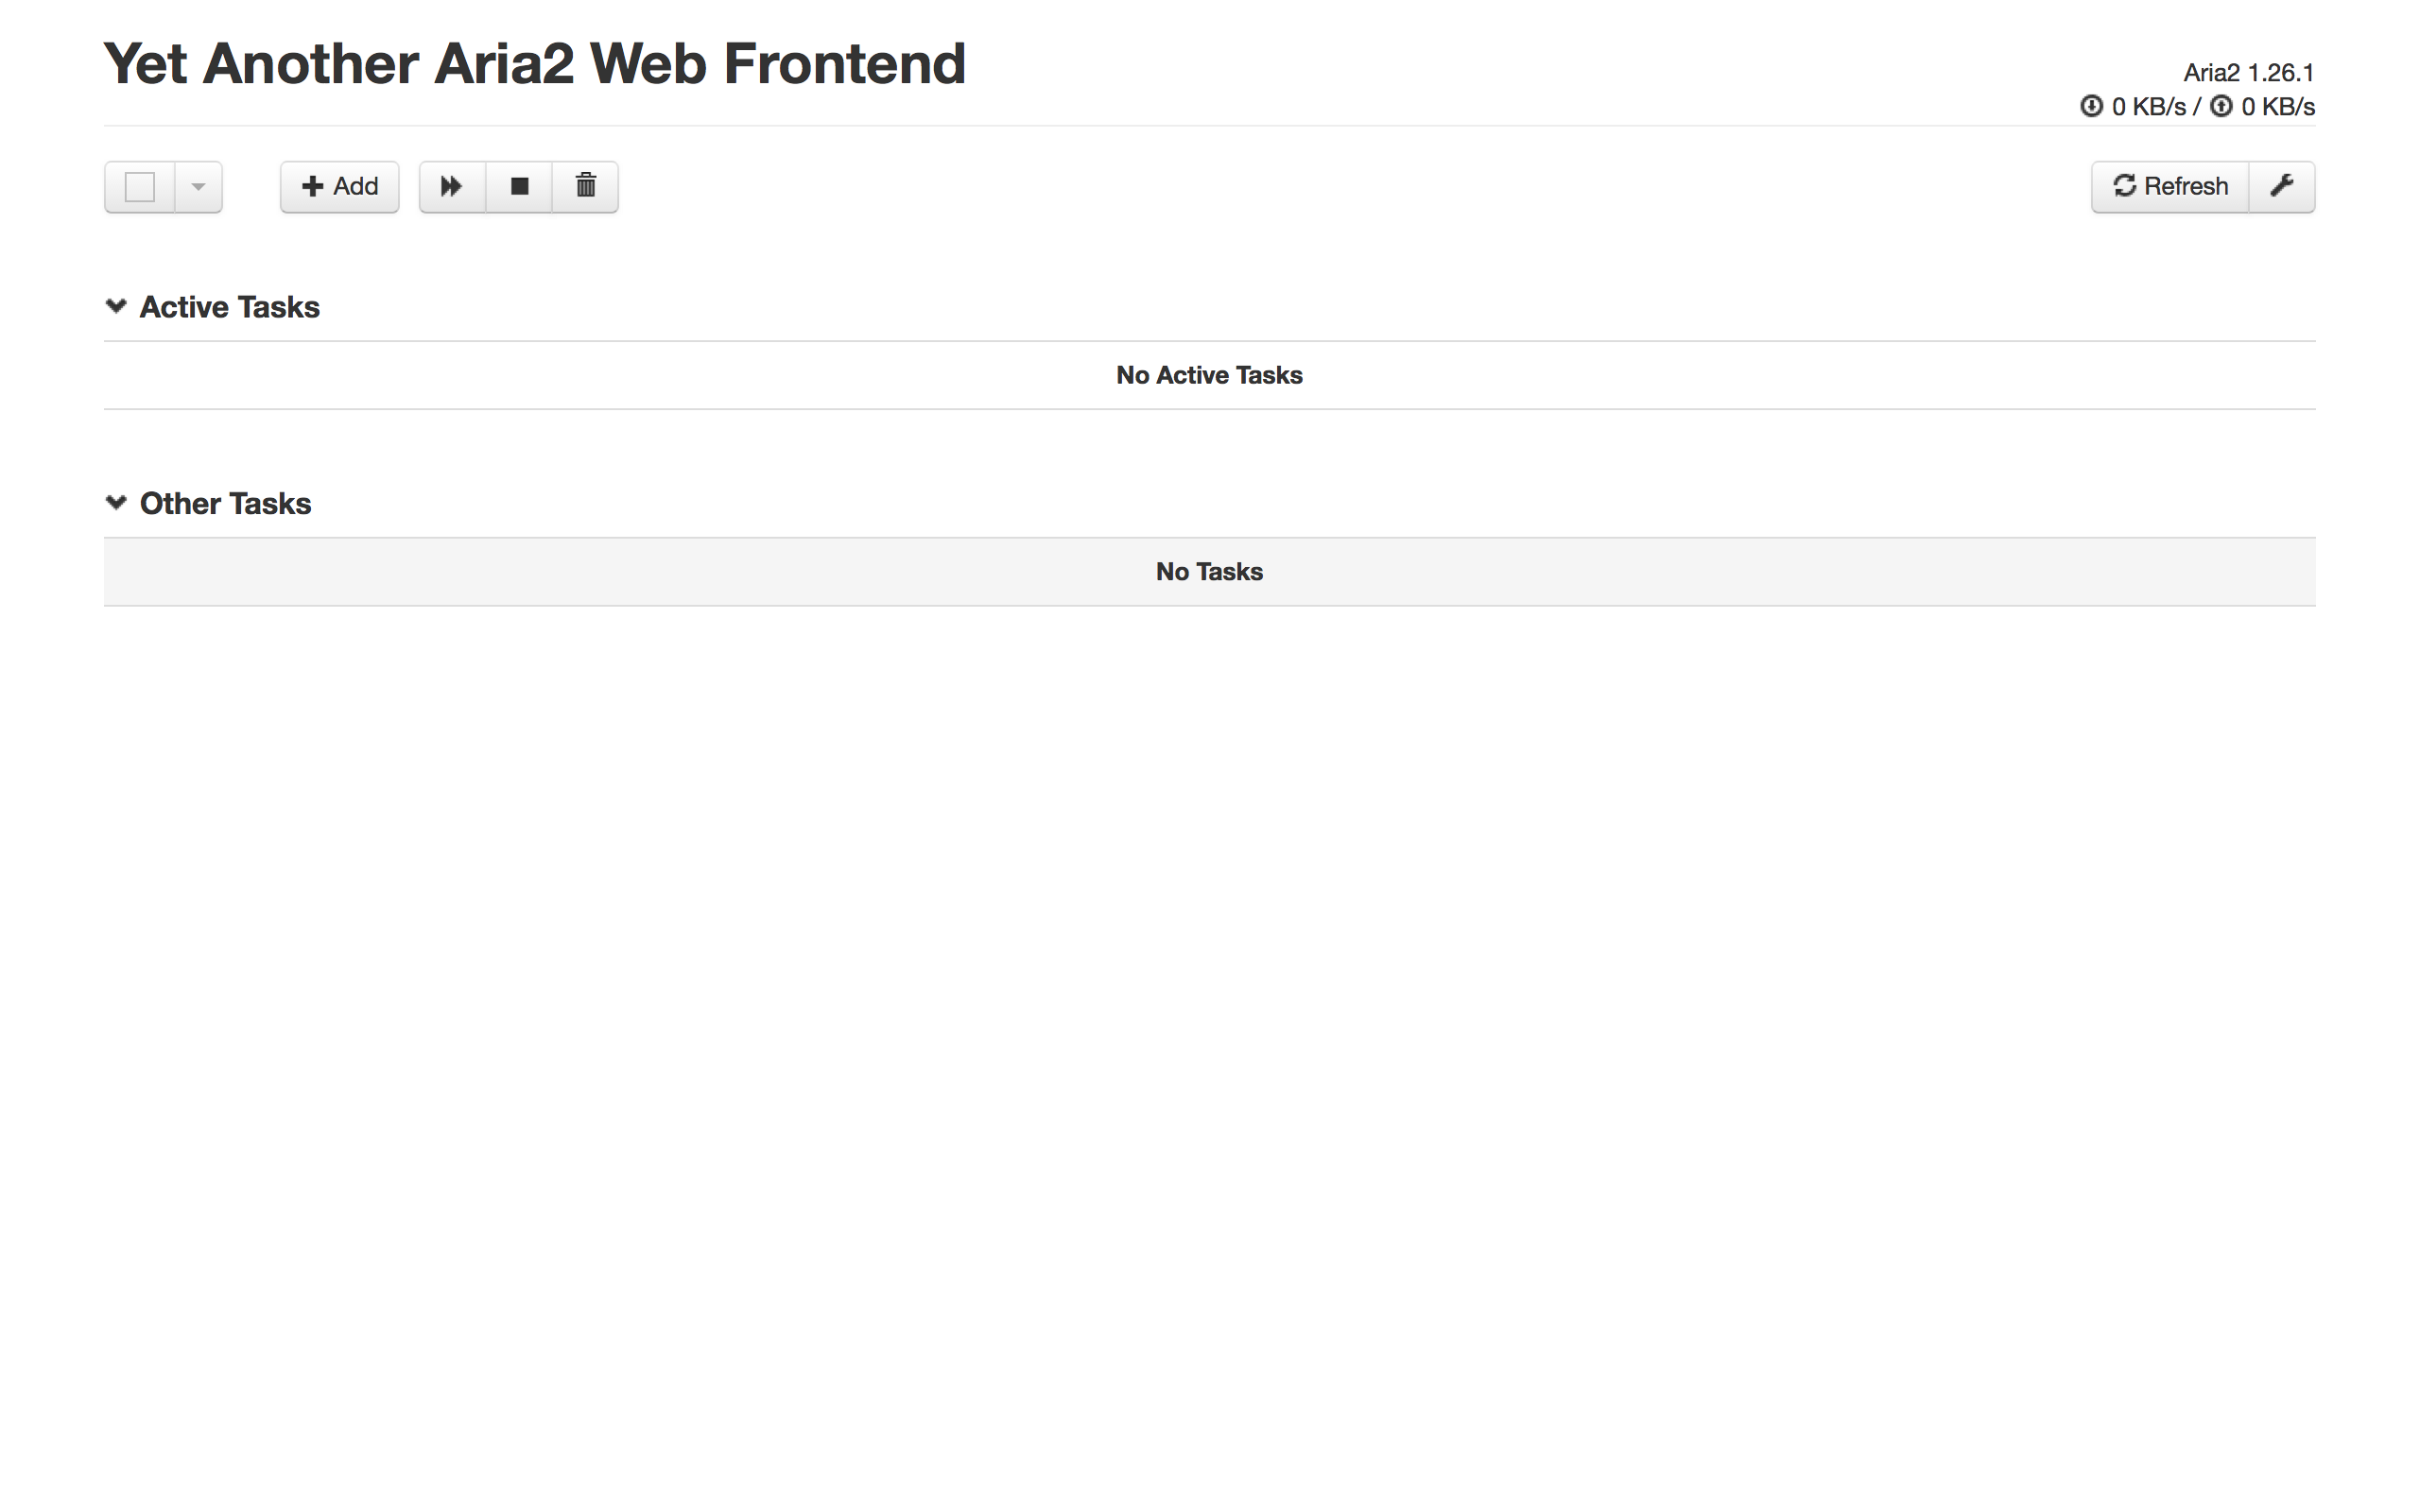 Yet Another Aria2 Web Frontend
Aria2 1.26.1
0 KB/s / 0 KB/s
Add
Refresh
Active Tasks
No Active Tasks
Other Tasks
No Tasks